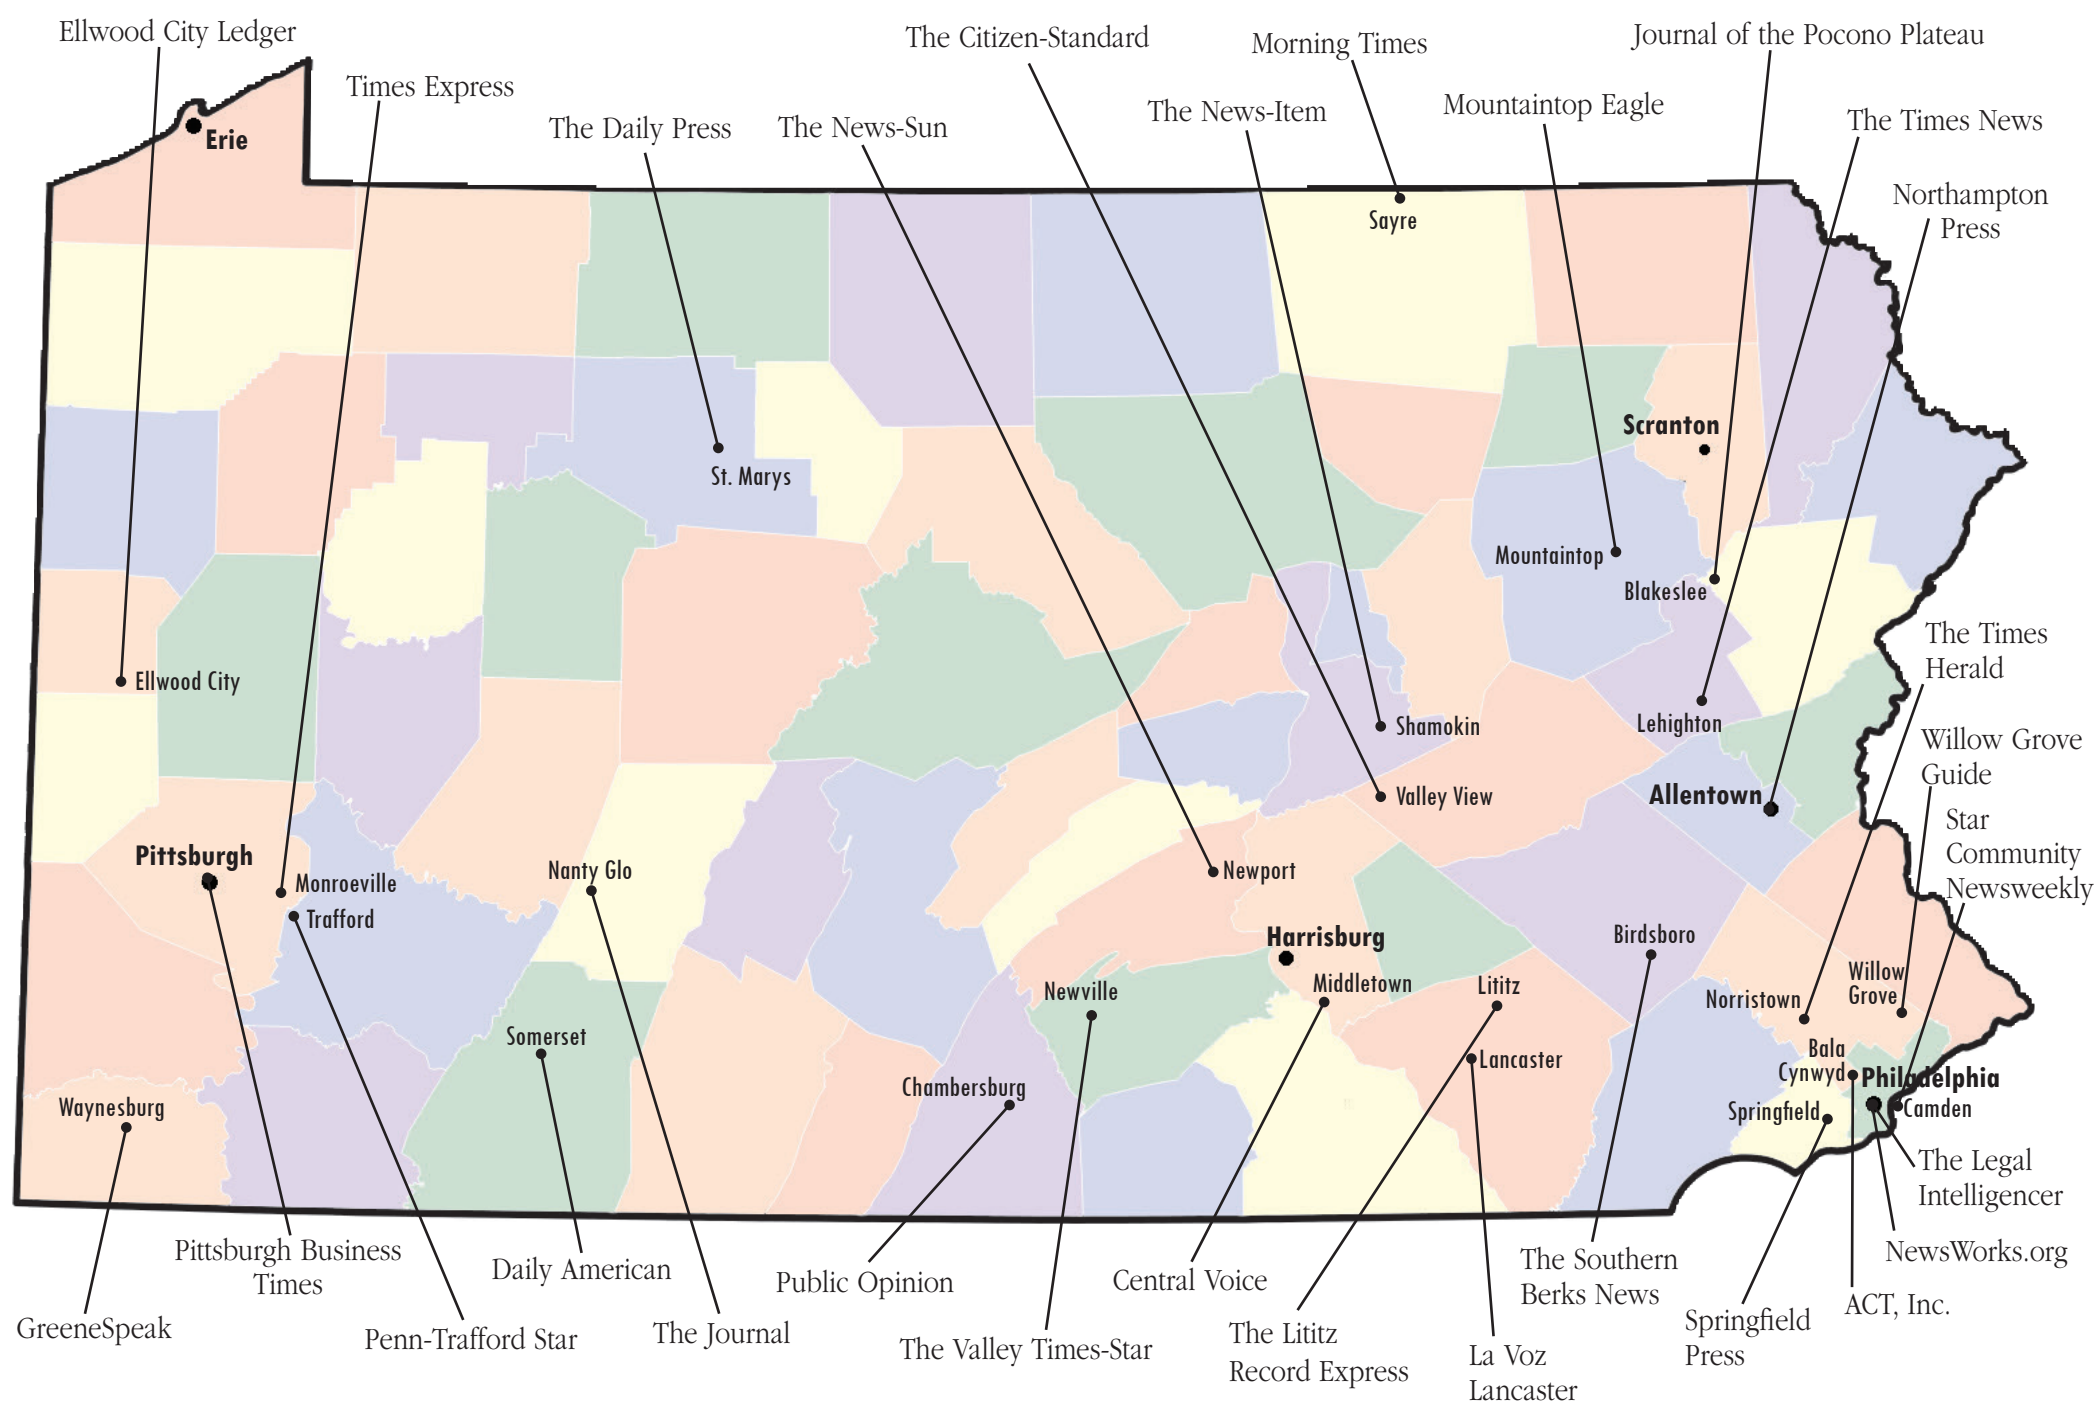 Ellwood City Ledger
Times Express
The Daily Press
The News-Sun
The Citizen-Standard
The News-Item
Morning Times
Mountaintop Eagle
Journal of the Pocono Plateau
The Times News
Northampton
Press
Erie
Sayre
Scranton
St. Marys
Mountaintop
Blakeslee
The Times
Herald
Ellwood City
Lehighton
Shamokin
Willow Grove
Guide
Allentown
Valley View
Star
Community
Newsweekly
Pittsburgh
Monroeville
Trafford
Nanty Glo
Newport
Harrisburg
Birdsboro
Middletown
Newville
Lititz
Willow
Grove
Norristown
Somerset
Lancaster
Bala
Cynwyd
Philadelphia
Chambersburg
Waynesburg
Springfield
Camden
The Legal
Intelligencer
NewsWorks.org
Pittsburgh Business
Times
Daily American
Public Opinion
Central Voice
The Southern
Berks News
ACT, Inc.
GreeneSpeak
Penn-Trafford Star
The Journal
The Valley Times-Star
The Lititz
Record Express
La Voz
Lancaster
Springfield
Press